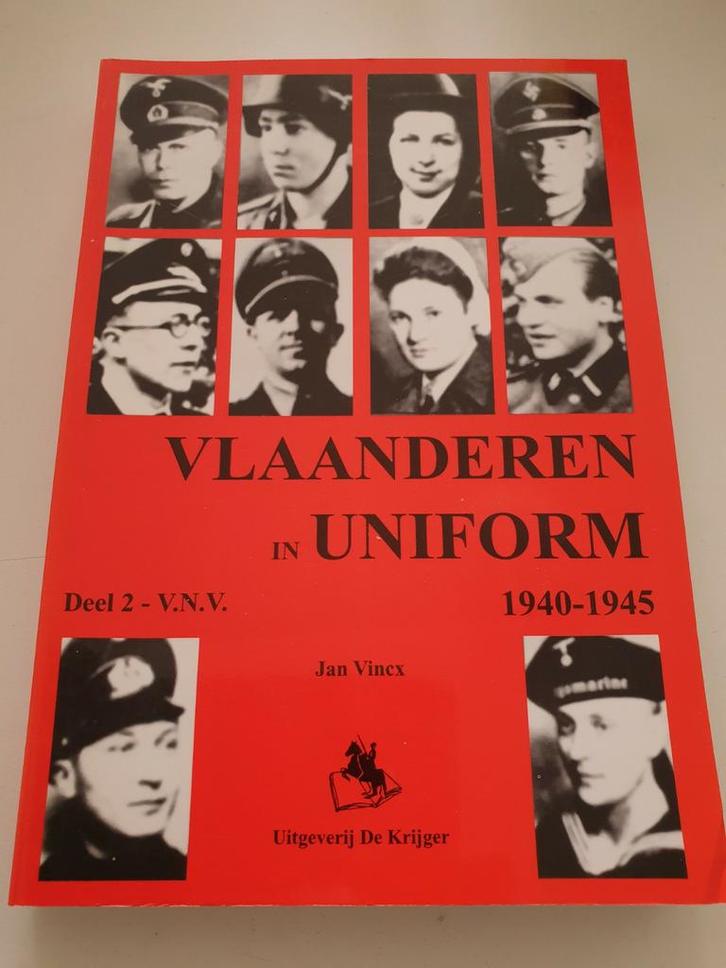 VLAANDEREN
IN UNIFORM
Deel 2 - V.N.V.
1940-1945
Jan Vincx
Uitgeverij De Krijger